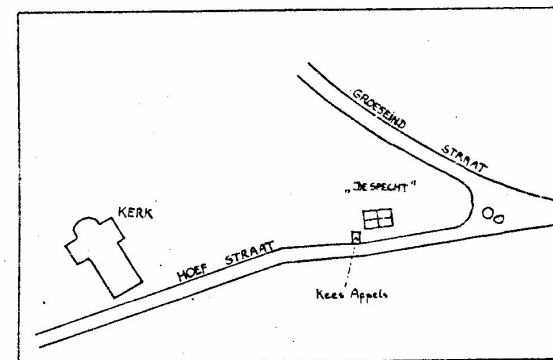 GROESEIND STRAAT
„DE SPECHT"
KERK
HOEF STRAAT
Kees Appels